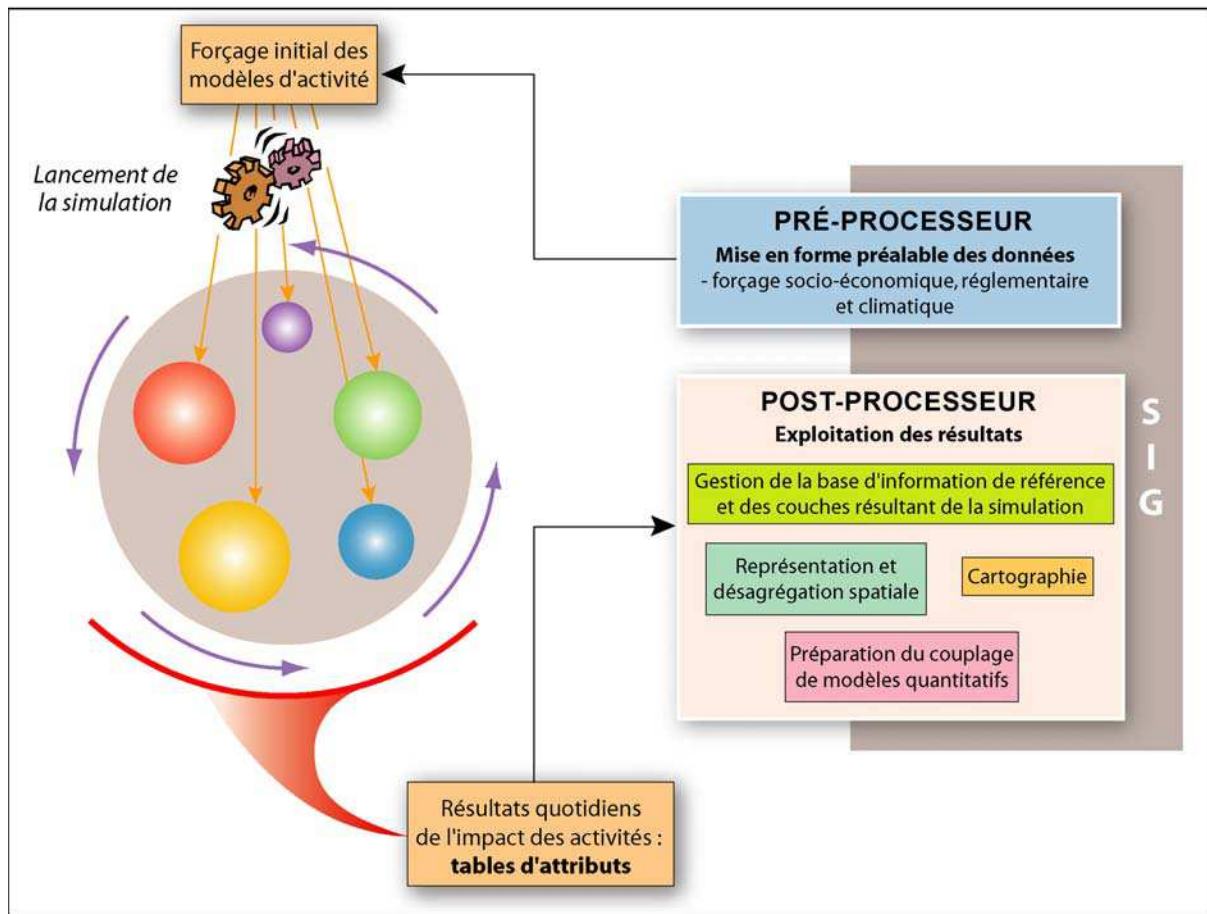 Forçage initial des
modèles d'activité
Lancement de
la simulation
PRÉ-PROCESSEUR
Mise en forme préalable des données
- forçage socio-économique, réglementaire
et climatique
POST-PROCESSEUR
Exploitation des résultats
Gestion de la base d'information de référence
et des couches résultant de la simulation
Représentation et
désagrégation spatiale
Cartographie
Préparation du couplage
de modèles quantitatifs
S
I
G
Résultats quotidiens
de l'impact des activités :
tables d'attributs